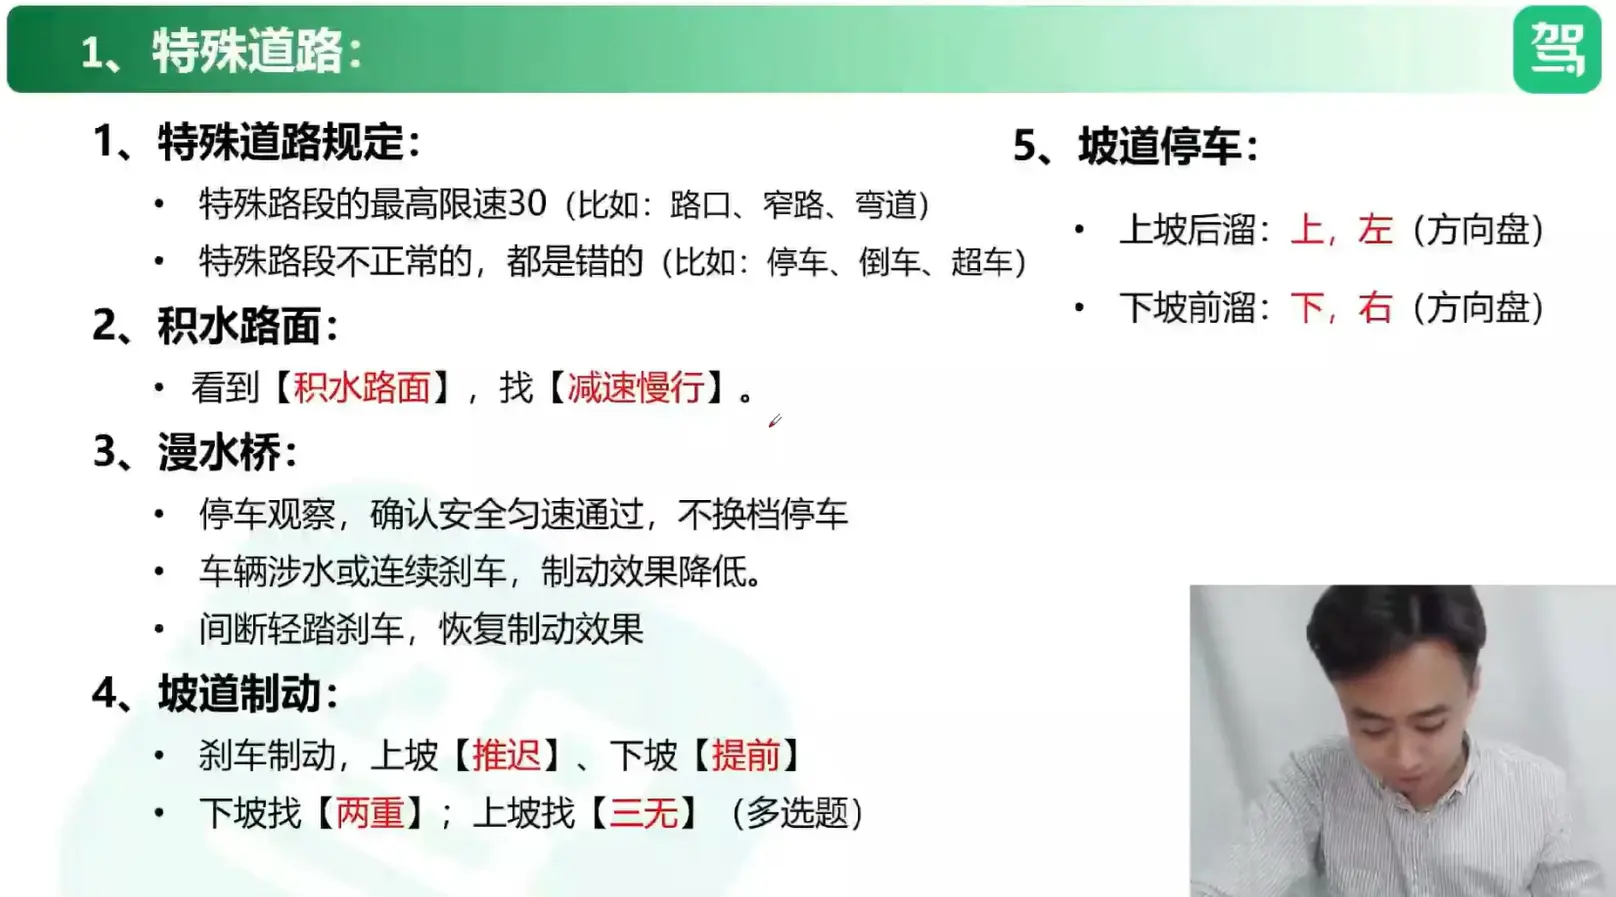 1、特殊道路：
驾
1、特殊道路规定：
• 特殊路段的最高限速30（比如：路口、窄路、弯道）
• 特殊路段不正常的，都是错的（比如：停车、倒车、超车）
2、积水路面：
• 看到【积水路面】，找【减速慢行】。
3、漫水桥：
• 停车观察，确认安全匀速通过，不换档停车
• 车辆涉水或连续刹车，制动效果降低。
• 间断轻踏刹车，恢复制动效果
4、坡道制动：
• 刹车制动，上坡【推迟】、下坡【提前】
• 下坡找【两重】；上坡找【三无】（多选题）
5、坡道停车：
• 上坡后溜：上，左（方向盘）
• 下坡前溜：下，右（方向盘）